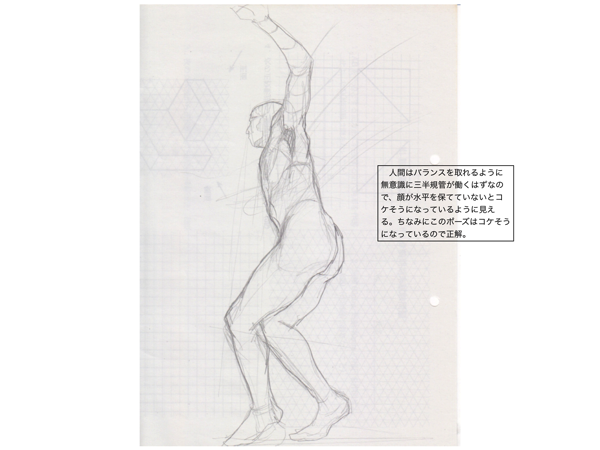 人間はバランスを取れるように
無意識に三半規管が働くはずなの
で、顔が水平を保てていないとコ
ケそうになっているように見え
る。ちなみにこのポーズはコケそう
になっているので正解。